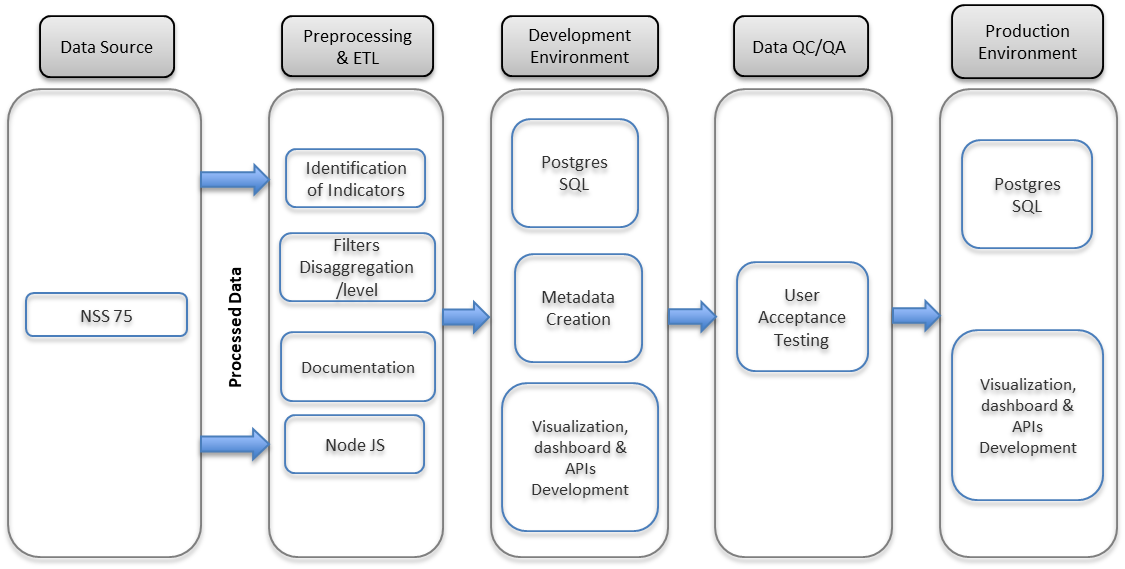 Data Source
Preprocessing
& ETL
Development
Environment
Data QC/QA
Production
Environment
NSS 75
Processed Data
Identification
of Indicators
Filters
Disaggregation
/level
Documentation
Node JS
Postgres
SQL
Metadata
Creation
Visualization,
dashboard &
APIs
Development
User
Acceptance
Testing
Postgres
SQL
Visualization,
dashboard &
APIs
Development